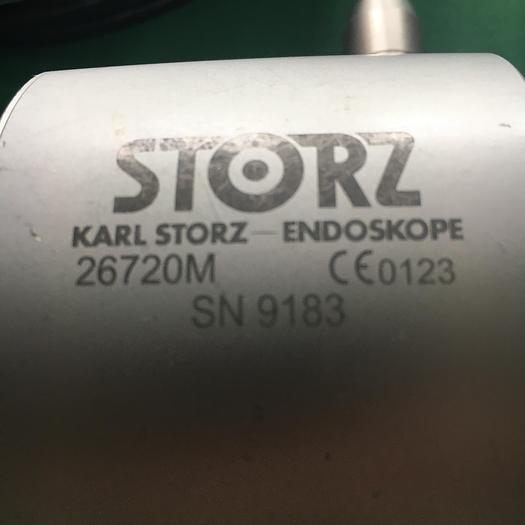 STORZ
KARL STORZ — ENDOSKOPE
26720M CE0123
SN 9183